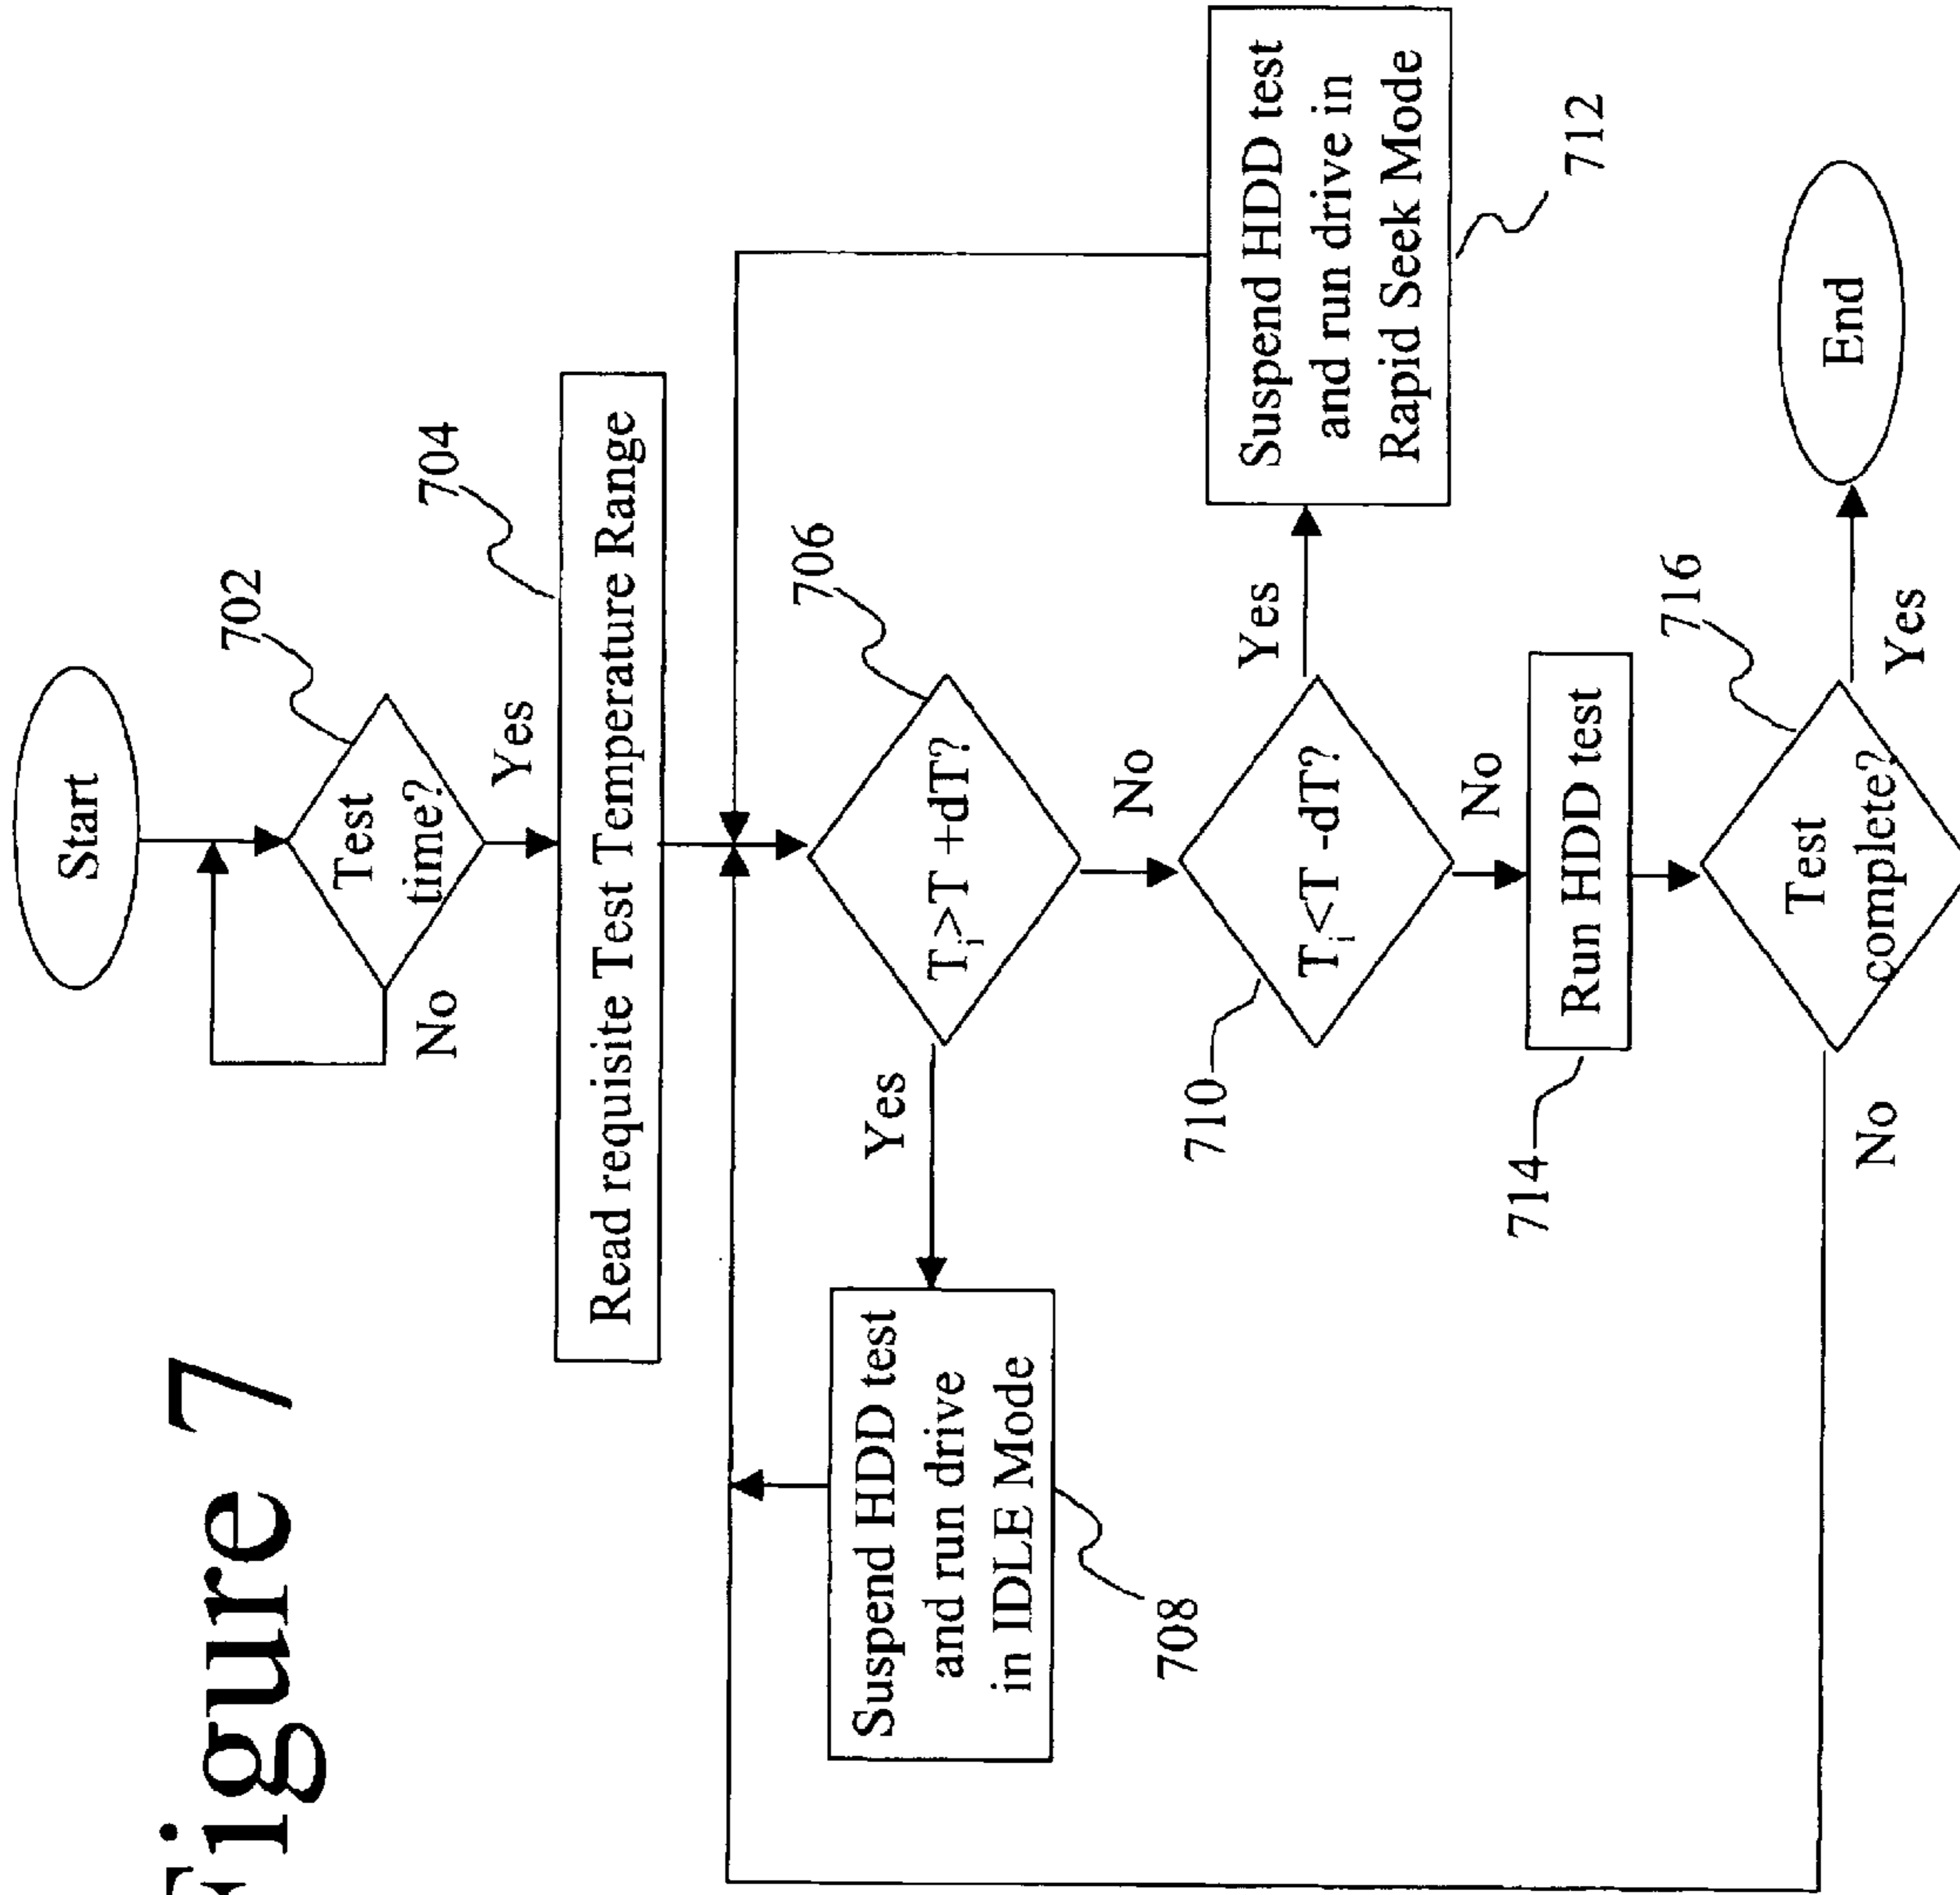 Figure 7
Start
702
Test
time?
No
Yes
704
Read requisite Test Temperature Range
706
Ti>T +dT?
Yes
No
Suspend HDD test
and run drive
in IDLE Mode
708
710
Ti<T -dT?
Yes
No
Suspend HDD test
and run drive in
Rapid Seek Mode
712
714
Run HDD test
716
Test
complete?
No
Yes
End